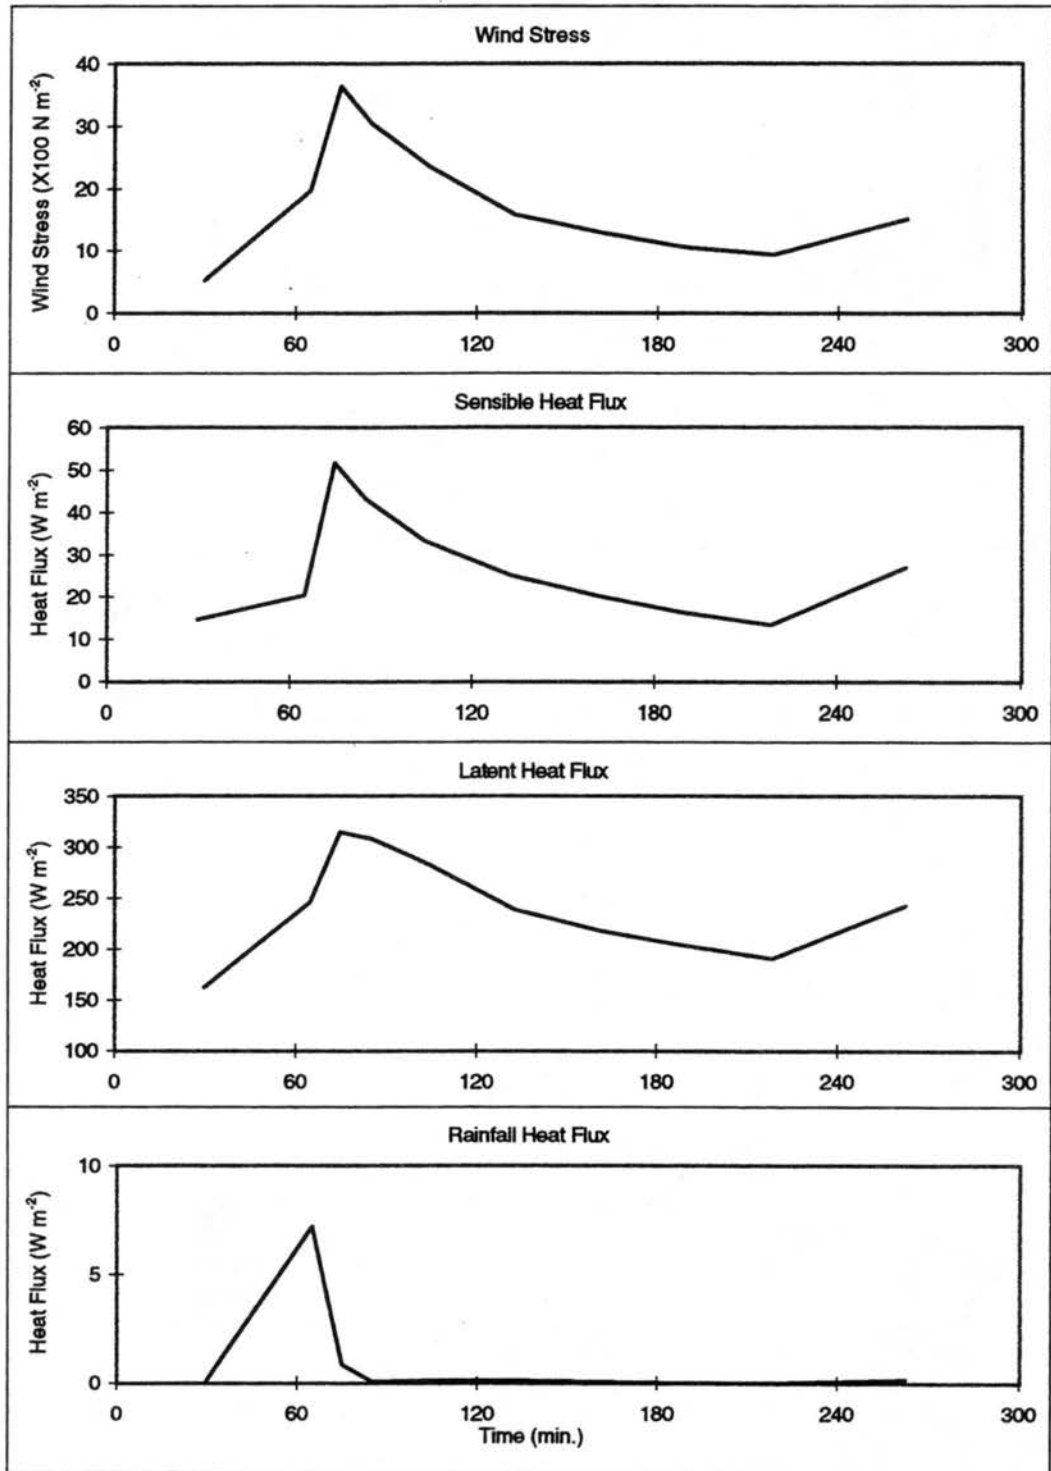 Wind Stress
Wind Stress (X100 N m⁻²)
40
30
20
10
0
0 60 120 180 240 300
Sensible Heat Flux
Heat Flux (W m⁻²)
60
50
40
30
20
10
0
0 60 120 180 240 300
Latent Heat Flux
Heat Flux (W m⁻²)
350
300
250
200
150
100
0 60 120 180 240 300
Rainfall Heat Flux
Heat Flux (W m⁻²)
10
5
0
0 60 120 180 240 300
Time (min.)